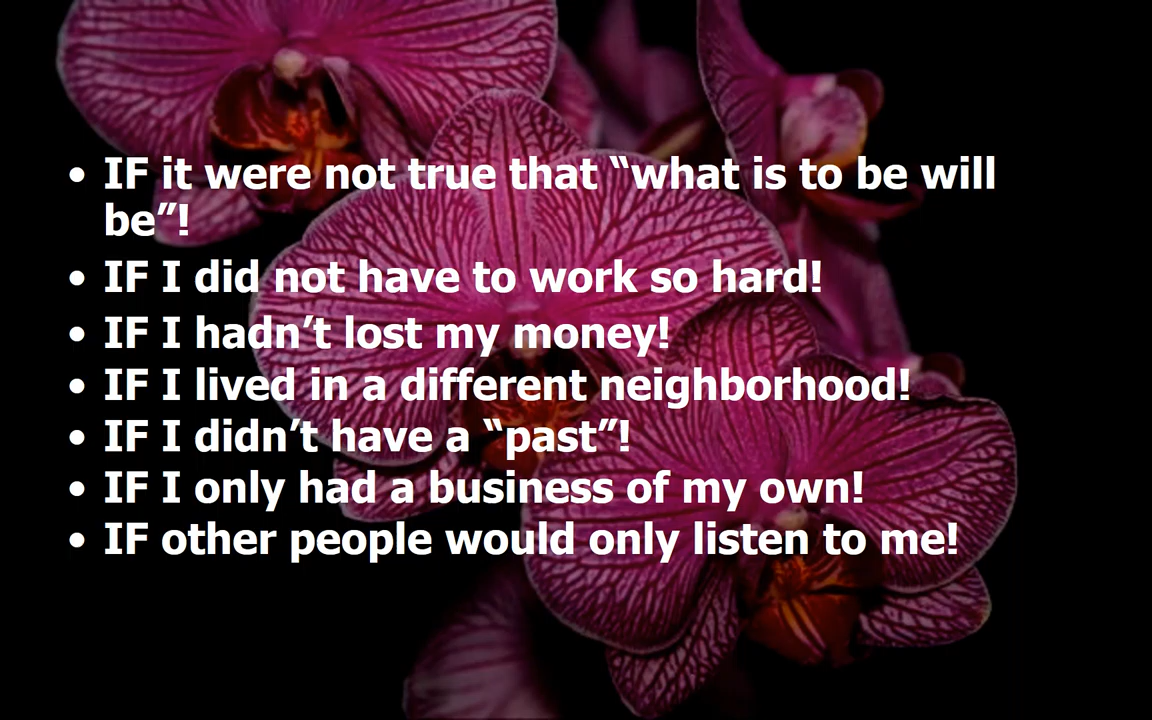 • IF it were not true that “what is to be will
be”!
• IF I did not have to work so hard!
• IF I hadn’t lost my money!
• IF I lived in a different neighborhood!
• IF I didn’t have a “past”!
• IF I only had a business of my own!
• IF other people would only listen to me!